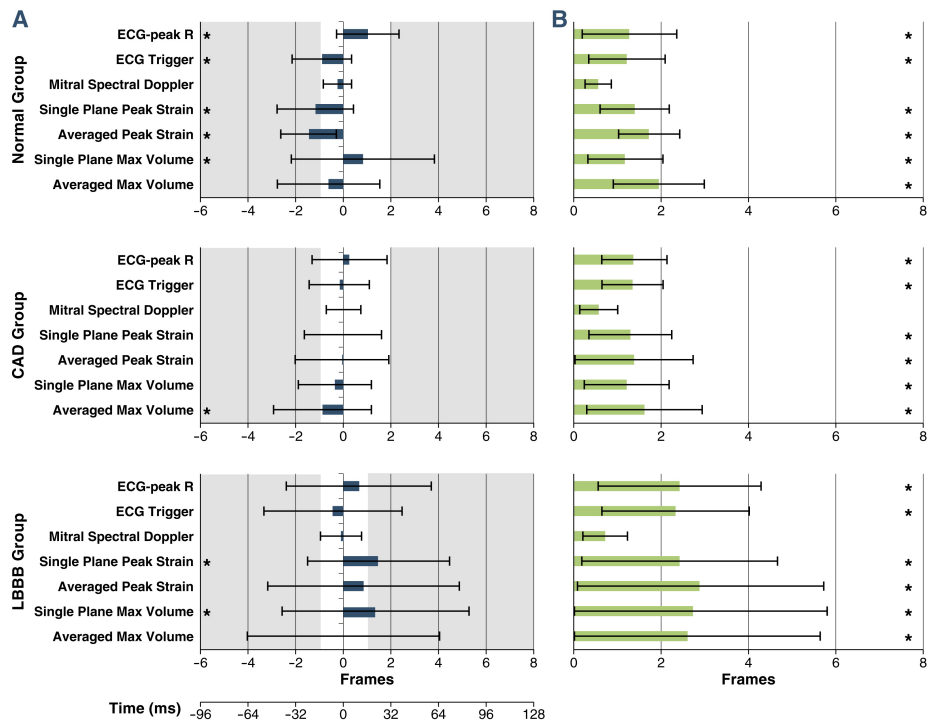 A B
Normal Group
ECG-peak R * *
ECG Trigger * *
Mitral Spectral Doppler
Single Plane Peak Strain * *
Averaged Peak Strain * *
Single Plane Max Volume * *
Averaged Max Volume *
-6 -4 -2 0 2 4 6 8 0 2 4 6 8
CAD Group
ECG-peak R *
ECG Trigger *
Mitral Spectral Doppler
Single Plane Peak Strain *
Averaged Peak Strain *
Single Plane Max Volume *
Averaged Max Volume * *
-6 -4 -2 0 2 4 6 8 0 2 4 6 8
LBBB Group
ECG-peak R *
ECG Trigger *
Mitral Spectral Doppler
Single Plane Peak Strain * *
Averaged Peak Strain *
Single Plane Max Volume * *
Averaged Max Volume *
-6 -4 -2 0 2 4 6 8 0 2 4 6 8
Frames Frames
Time (ms) -96 -64 -32 0 32 64 96 128